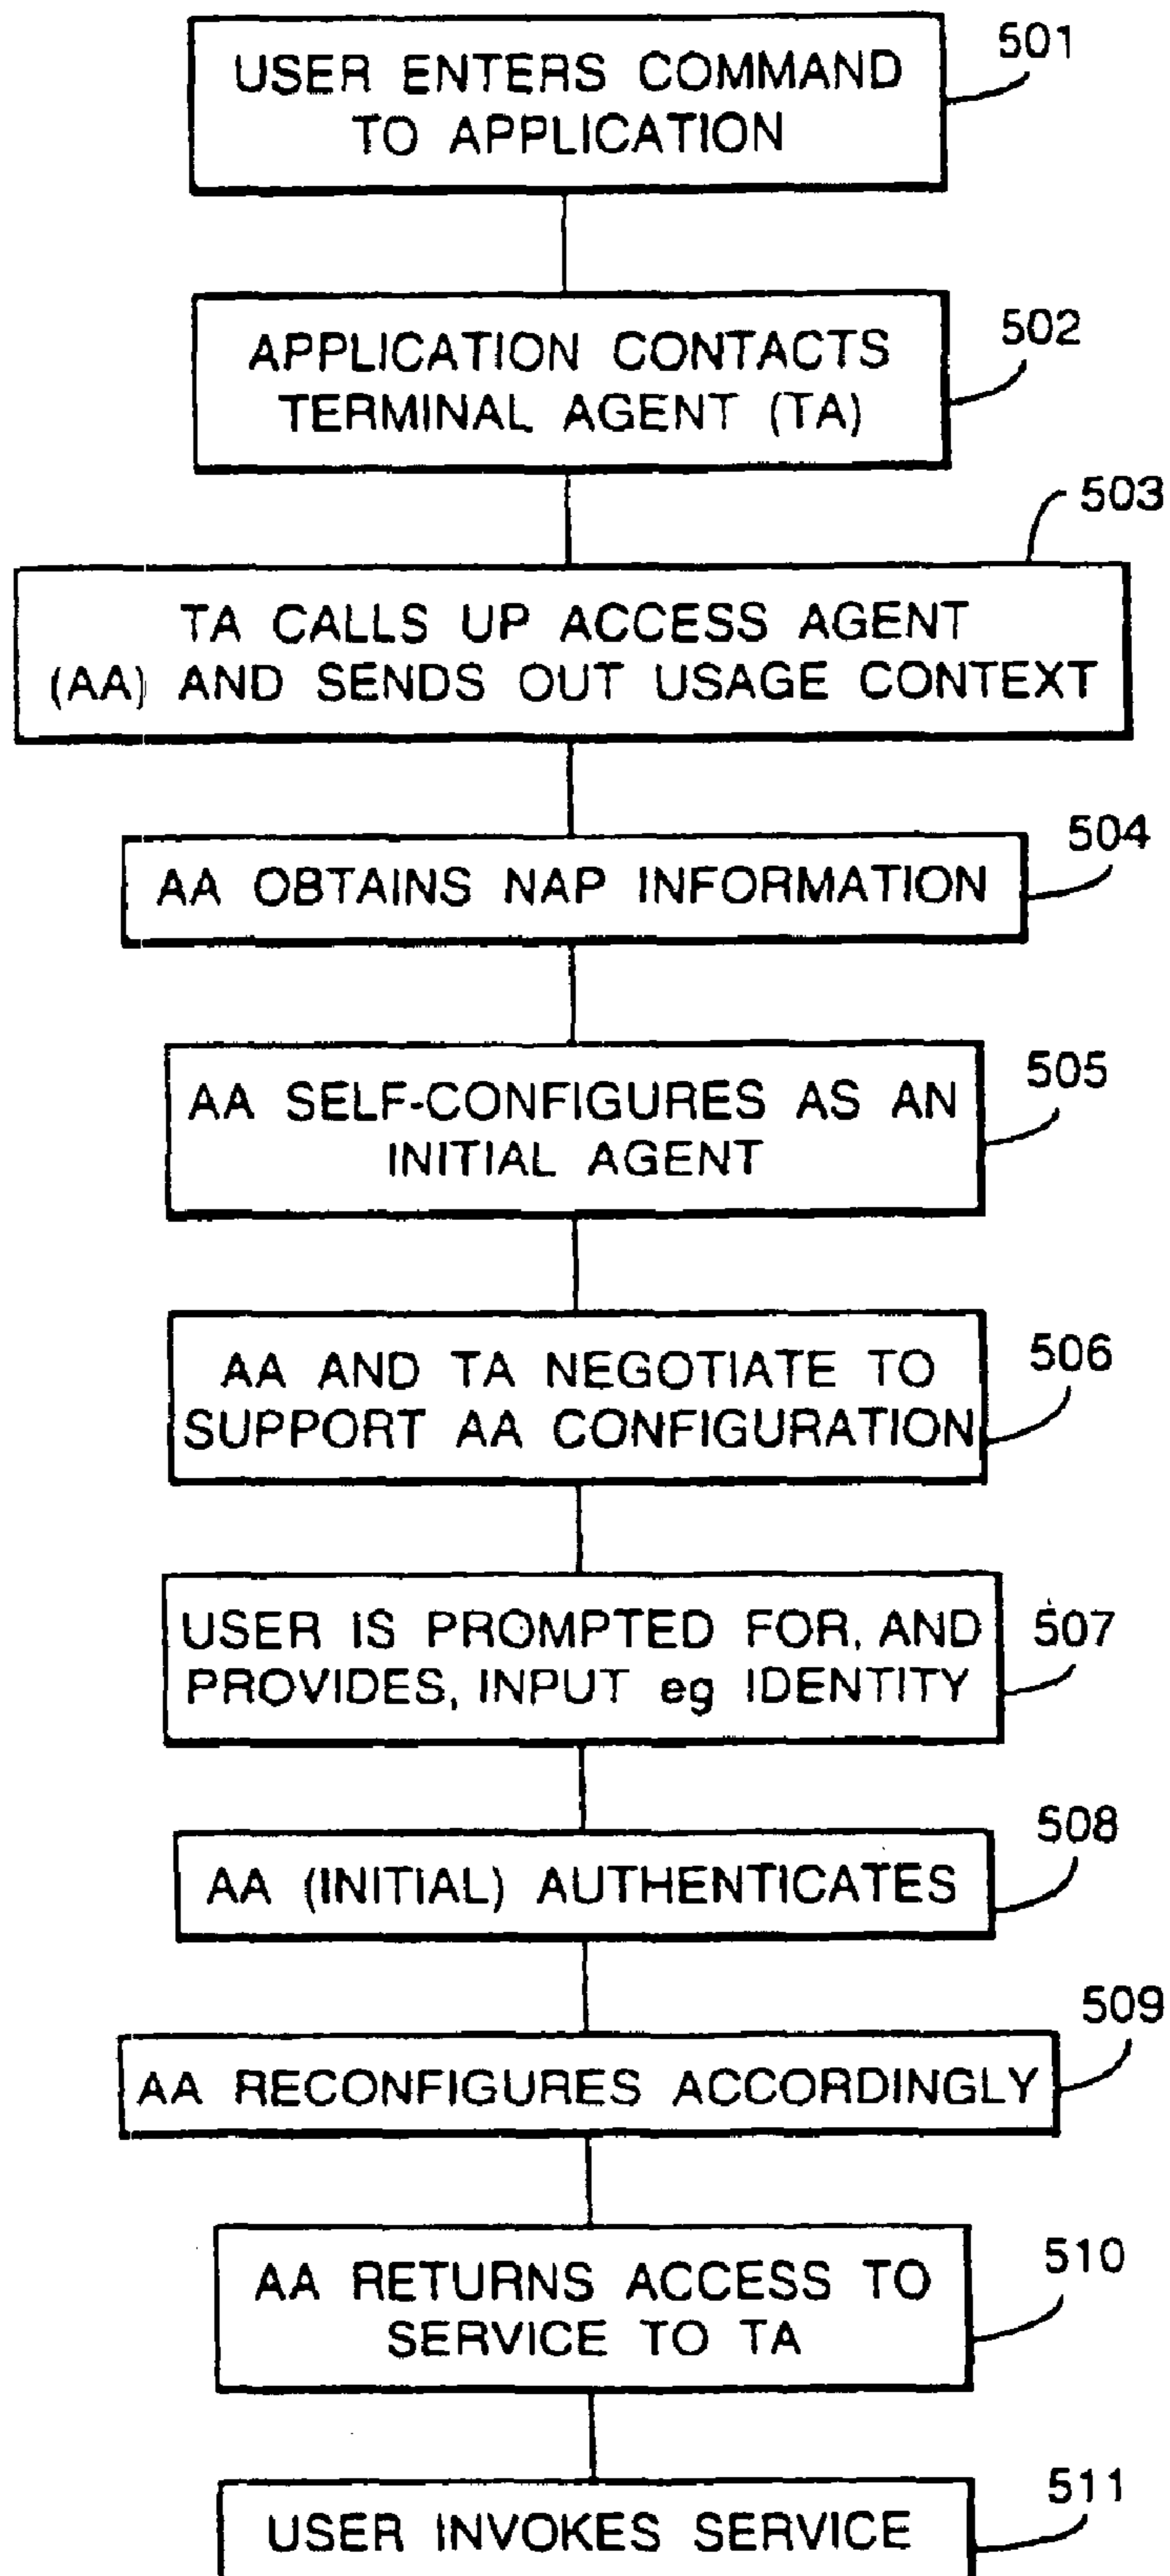 501
USER ENTERS COMMAND
TO APPLICATION
502
APPLICATION CONTACTS
TERMINAL AGENT (TA)
503
TA CALLS UP ACCESS AGENT
(AA) AND SENDS OUT USAGE CONTEXT
504
AA OBTAINS NAP INFORMATION
505
AA SELF-CONFIGURES AS AN
INITIAL AGENT
506
AA AND TA NEGOTIATE TO
SUPPORT AA CONFIGURATION
507
USER IS PROMPTED FOR, AND
PROVIDES, INPUT eg IDENTITY
508
AA (INITIAL) AUTHENTICATES
509
AA RECONFIGURES ACCORDINGLY
510
AA RETURNS ACCESS TO
SERVICE TO TA
511
USER INVOKES SERVICE